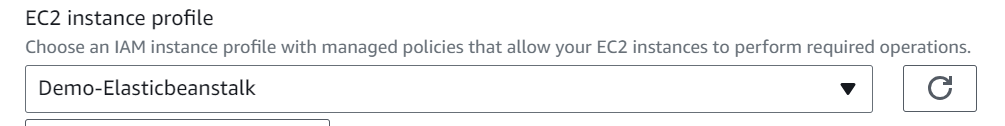 EC2 instance profile
Choose an IAM instance profile with managed policies that allow your EC2 instances to perform required operations.
Demo-Elasticbeanstalk